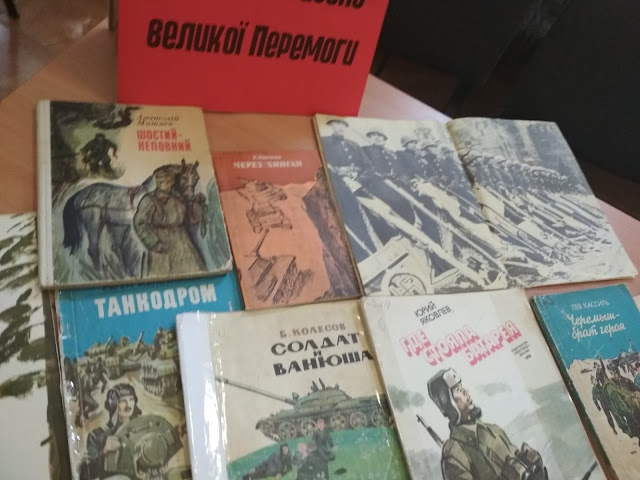 великої Перемоги
Анатолій
Митяєв
ШОСТИЙ-
НЕПОВНИЙ
ЧЕРЕЗ ХИНГАН
ТАНКОДРОМ
Б. КОЛЕСОВ
СОЛДАТ
И
ВАНЮША
ЮРИЙ
ЯКОВЛЕВ
ГДЕ
СТОЯЛА
БАТАРЕЯ
ЛЕВ КАССИЛЬ
Черемыш-
брат героя